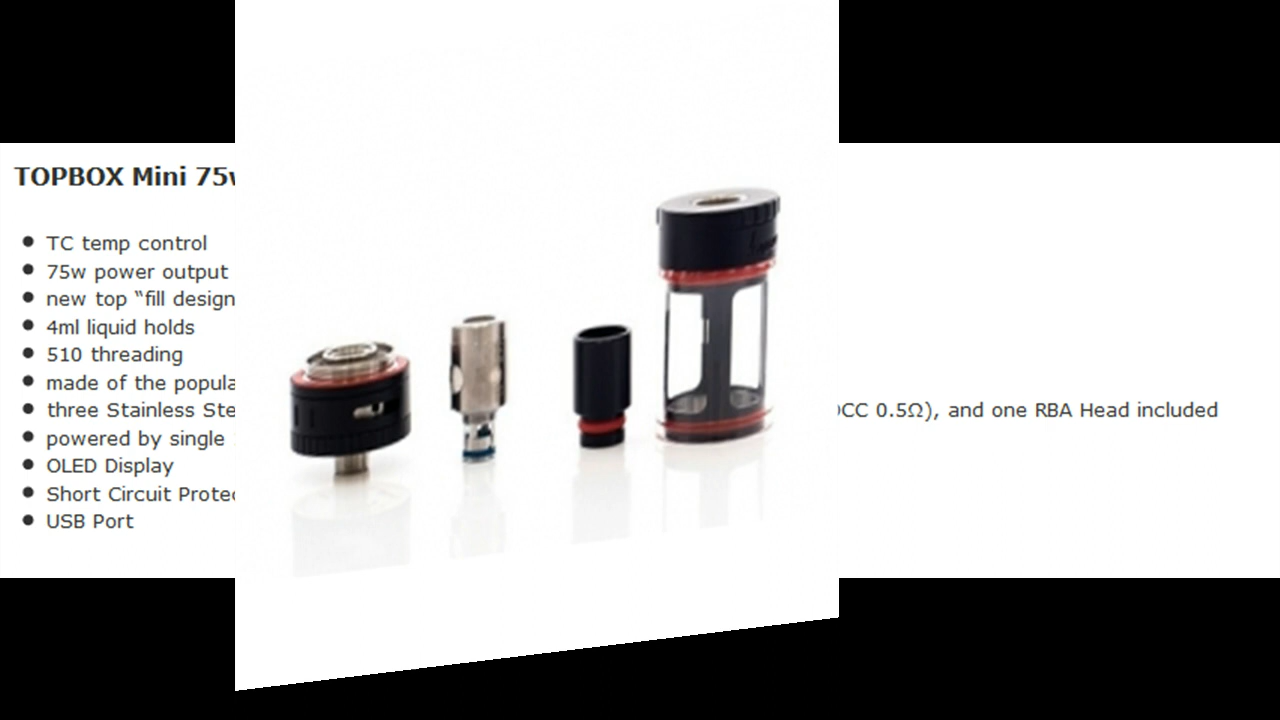 TOPBOX Mini 75w
TC temp control
75w power output
new top “fill design
4ml liquid holds
510 threading
made of the popula
three Stainless Ste OCC 0.5Ω), and one RBA Head included
powered by single
OLED Display
Short Circuit Protec
USB Port